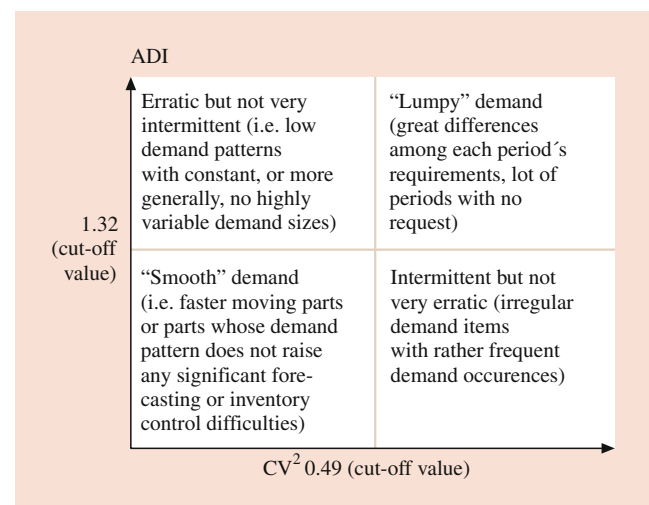 ADI
Erratic but not very
intermittent (i.e. low
demand patterns
with constant, or more
generally, no highly
variable demand sizes)
“Lumpy” demand
(great differences
among each period´s
requirements, lot of
periods with no
request)
1.32
(cut-off
value)
“Smooth” demand
(i.e. faster moving parts
or parts whose demand
pattern does not raise
any significant fore-
casting or inventory
control difficulties)
Intermittent but not
very erratic (irregular
demand items
with rather frequent
demand occurences)
CV² 0.49 (cut-off value)